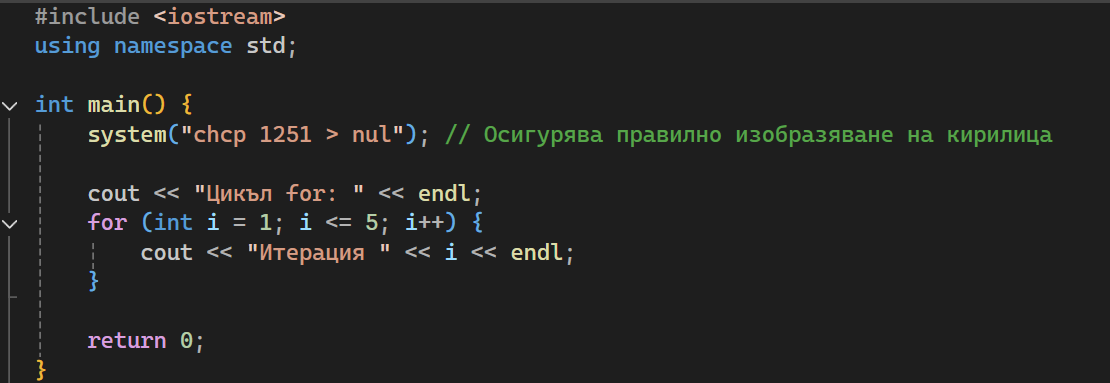 #include <iostream>
using namespace std;
int main() {
system("chcp 1251 > nul"); // Осигурява правилно изобразяване на кирилица
cout << "Цикъл for: " << endl;
for (int i = 1; i <= 5; i++) {
cout << "Итерация " << i << endl;
}
return 0;
}